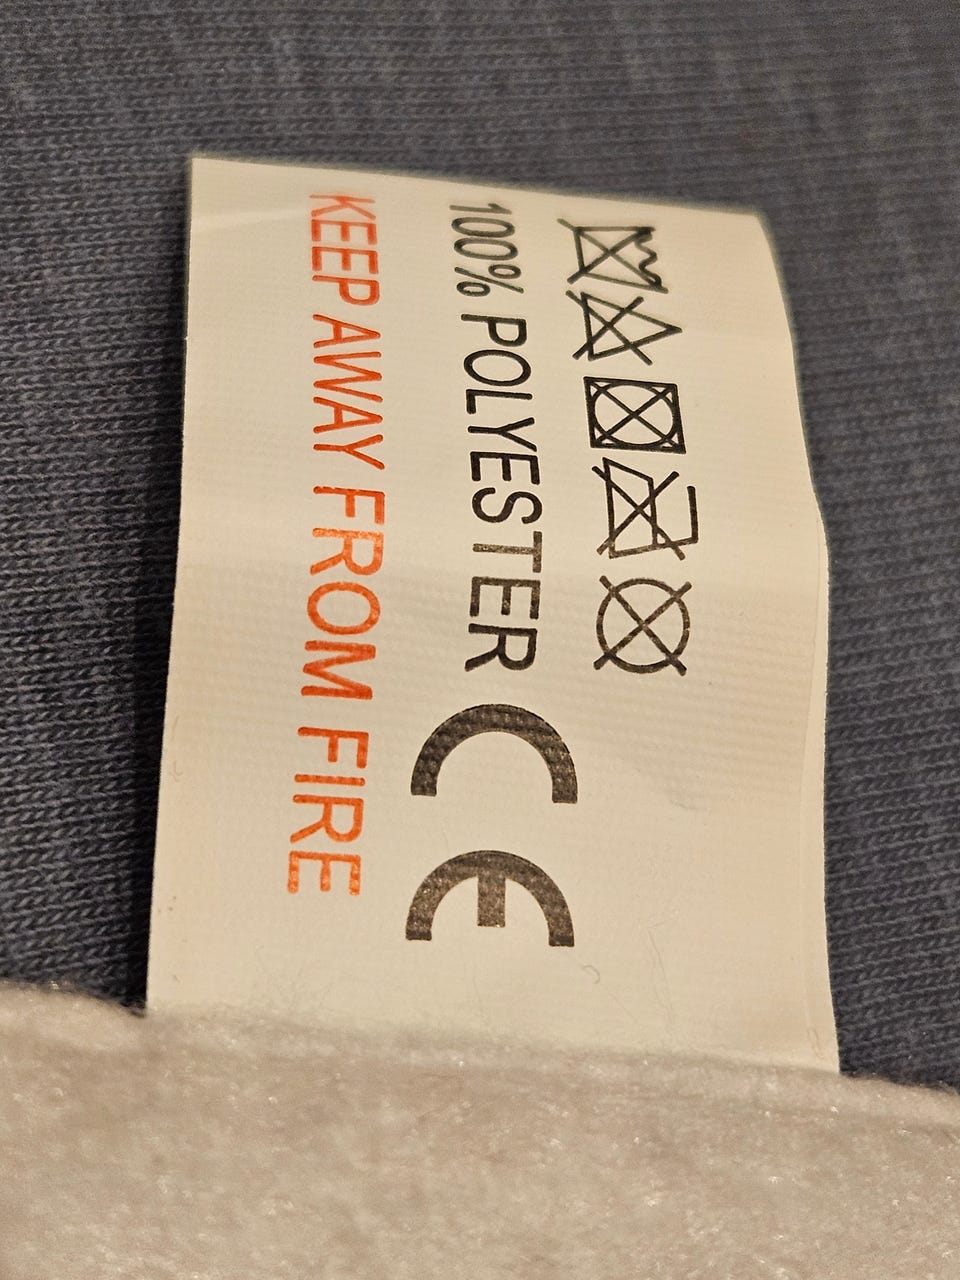 100% POLYESTER CE
KEEP AWAY FROM FIRE